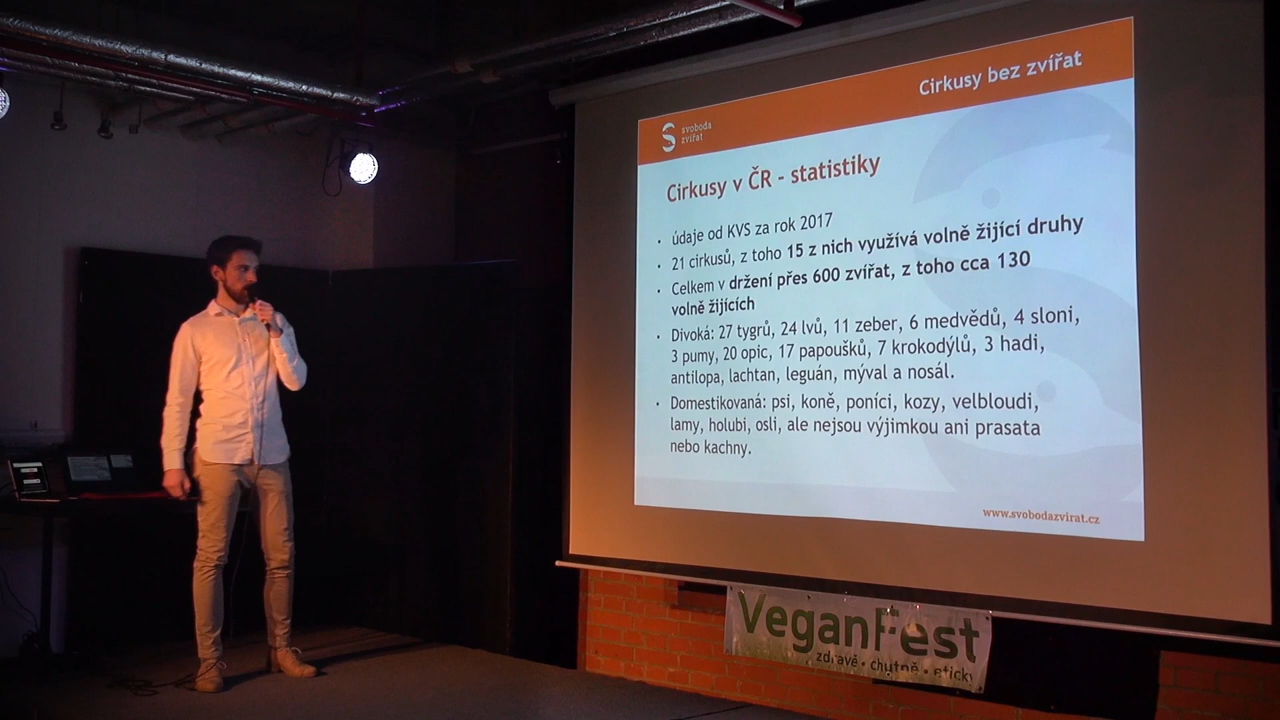 Cirkusy bez zvířat
svoboda
zvířat
Cirkusy v ČR - statistiky
• údaje od KVS za rok 2017
• 21 cirkusů, z toho 15 z nich využívá volně žijící druhy
• Celkem v držení přes 600 zvířat, z toho cca 130
volně žijících
• Divoká: 27 tygrů, 24 lvů, 11 zeber, 6 medvědů, 4 sloni,
3 pumy, 20 opic, 17 papoušků, 7 krokodýlů, 3 hadi,
antilopa, lachtan, leguán, mýval a nosál.
• Domestikovaná: psi, koně, poníci, kozy, velbloudi,
lamy, holubi, osli, ale nejsou výjimkou ani prasata
nebo kachny.
www.svobodazvirat.cz
VeganFest
zdravě • chutně • eticky